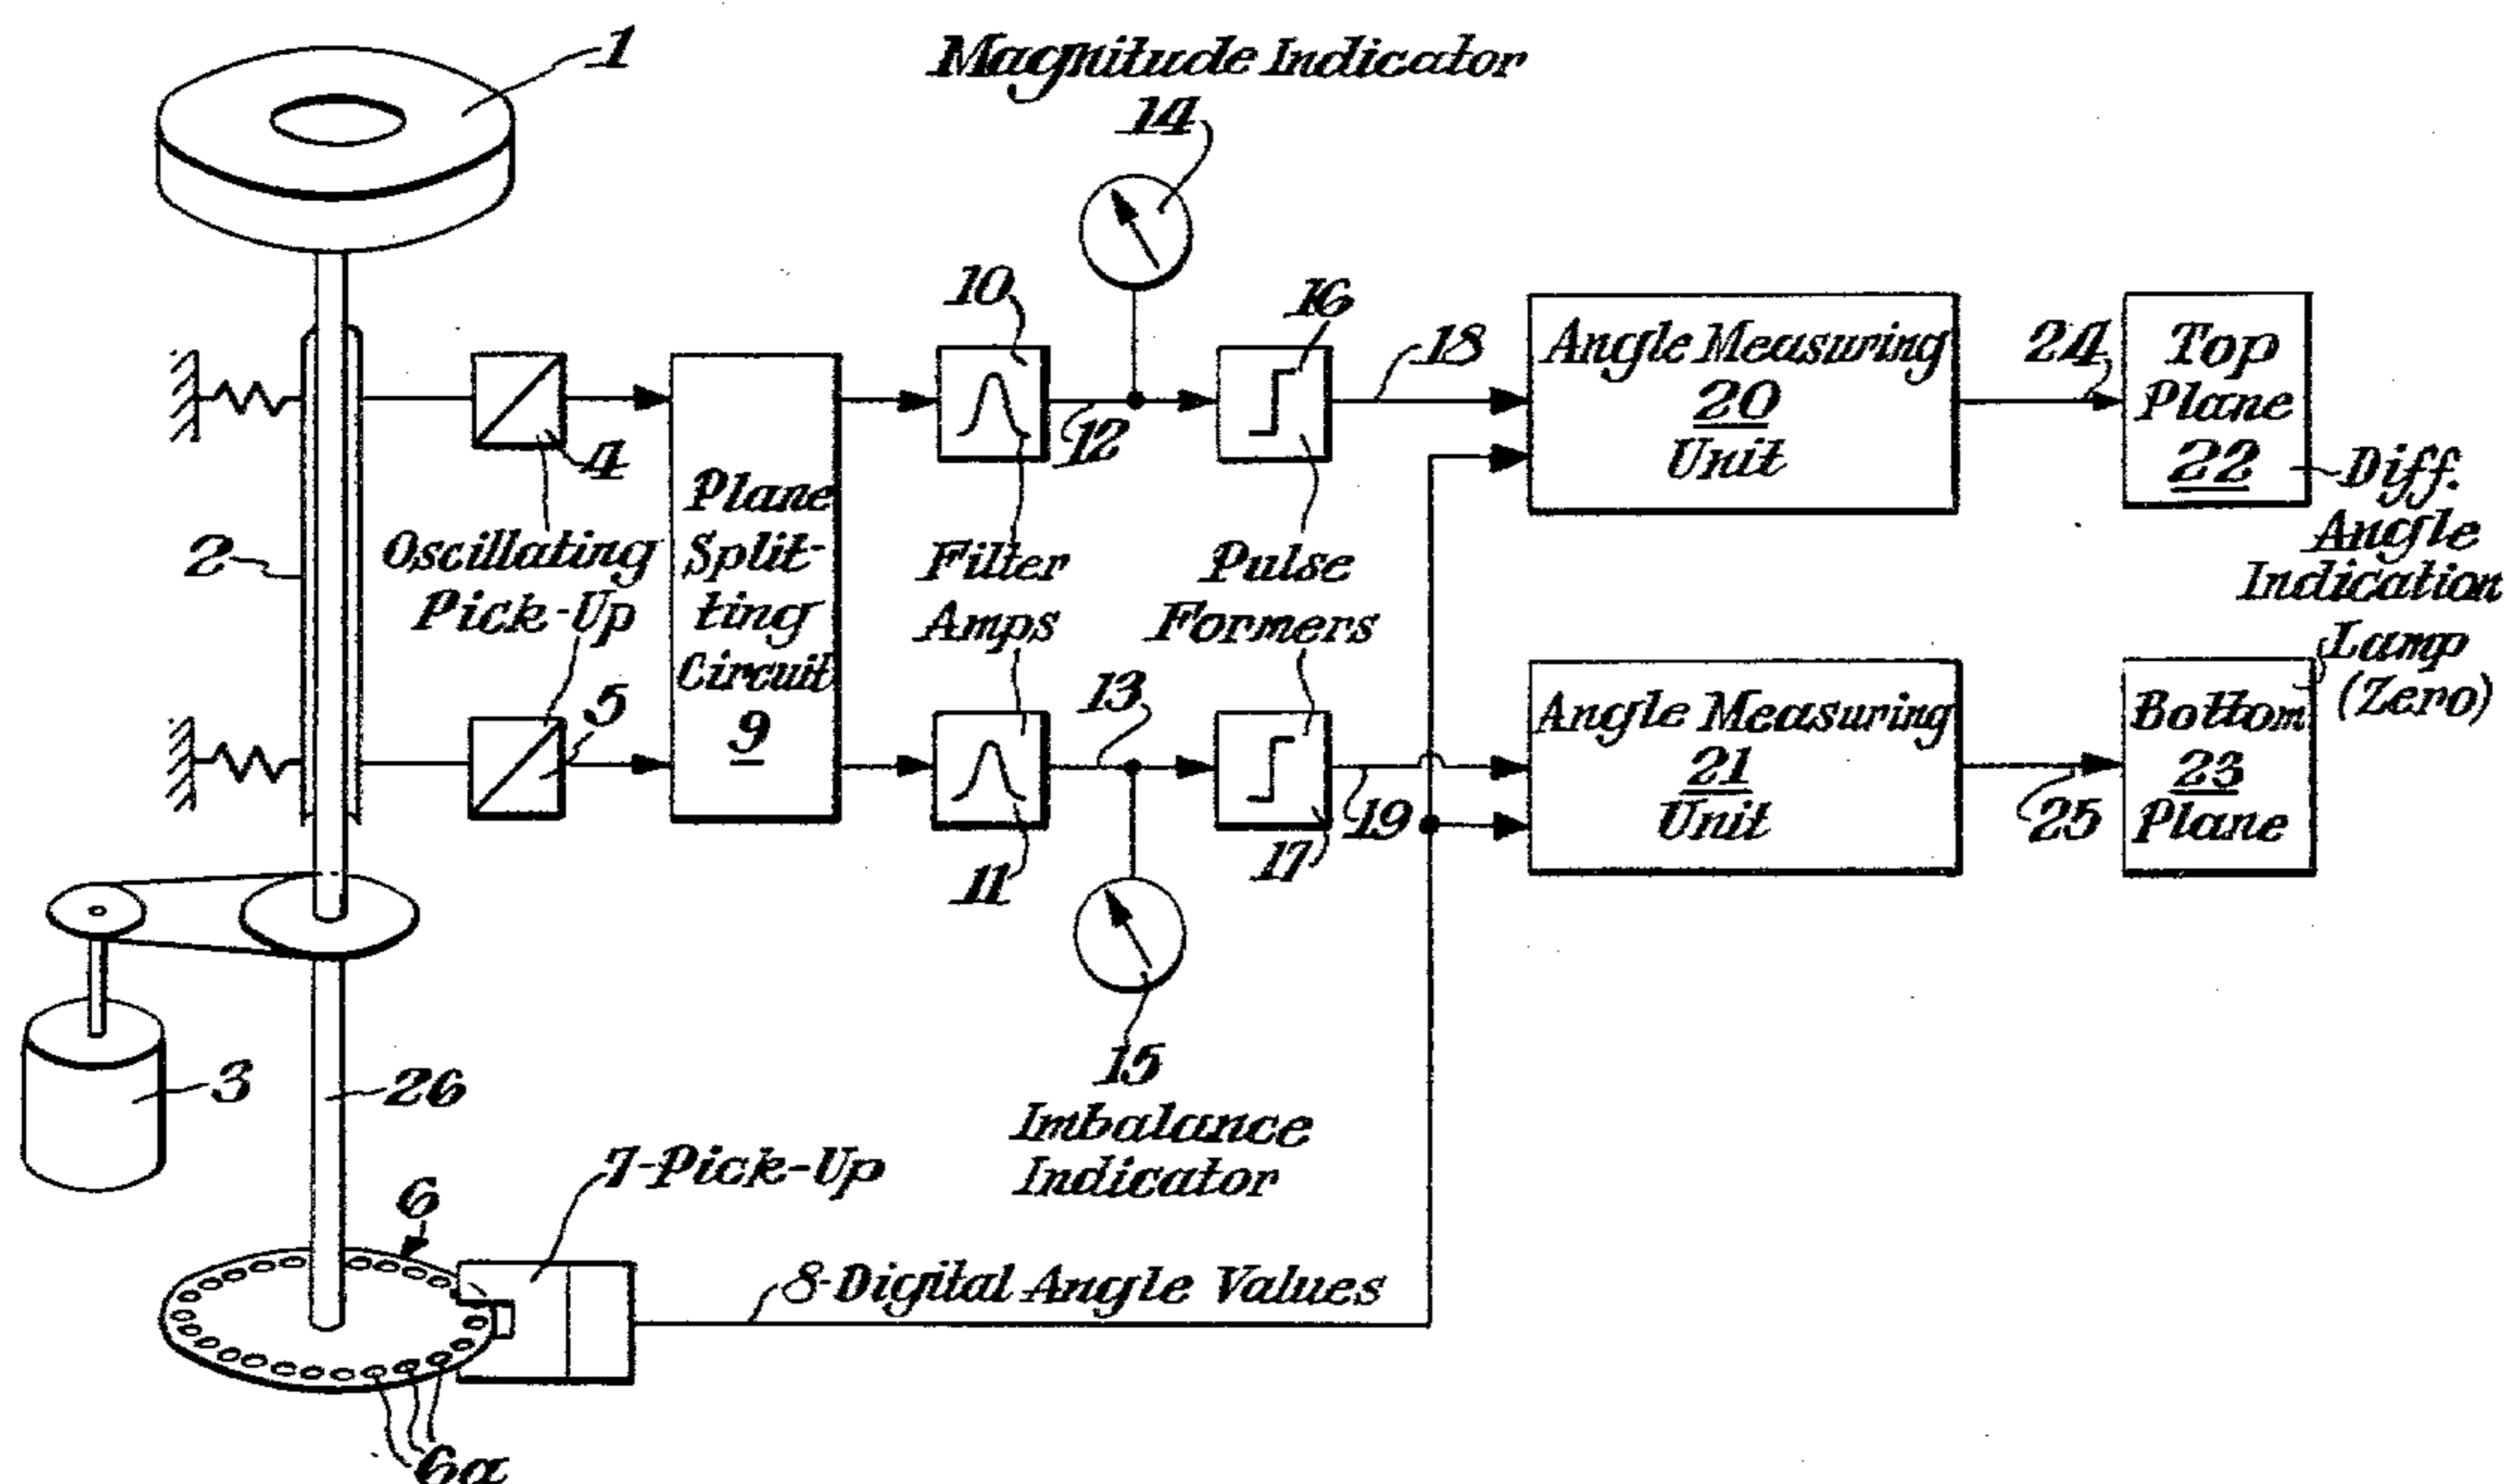 1
Magnitude Indicator
14
10
16
12
18
Angle Measuring
20
Unit
24
Top
Plane
22
Diff.
Angle
Indication
Lamp
(Zero)
4
2
Oscillating
Pick-Up
5
Plane
Split-
ting
Circuit
9
Filter
Amps
Pulse
Formers
13
11
17
19
Angle Measuring
21
Unit
25
Bottom
23
Plane
15
Imbalance
Indicator
3
26
6
7-Pick-Up
8-Digital Angle Values
6a